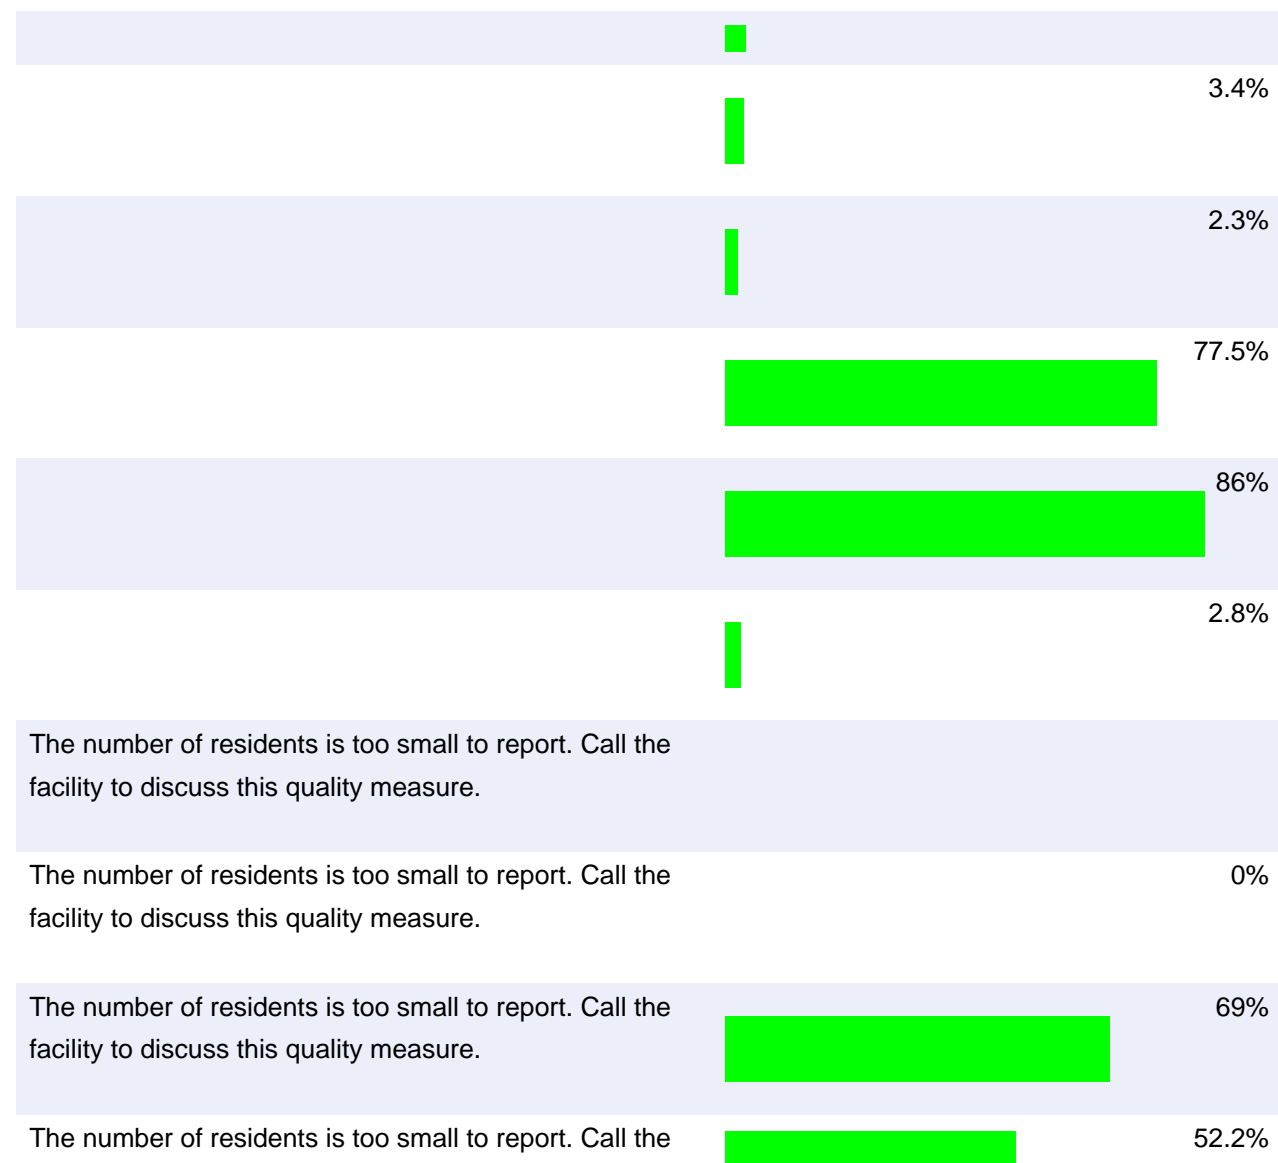 3.4%
2.3%
77.5%
86%
2.8%
The number of residents is too small to report. Call the
facility to discuss this quality measure.
The number of residents is too small to report. Call the 0%
facility to discuss this quality measure.
The number of residents is too small to report. Call the 69%
facility to discuss this quality measure.
The number of residents is too small to report. Call the 52.2%